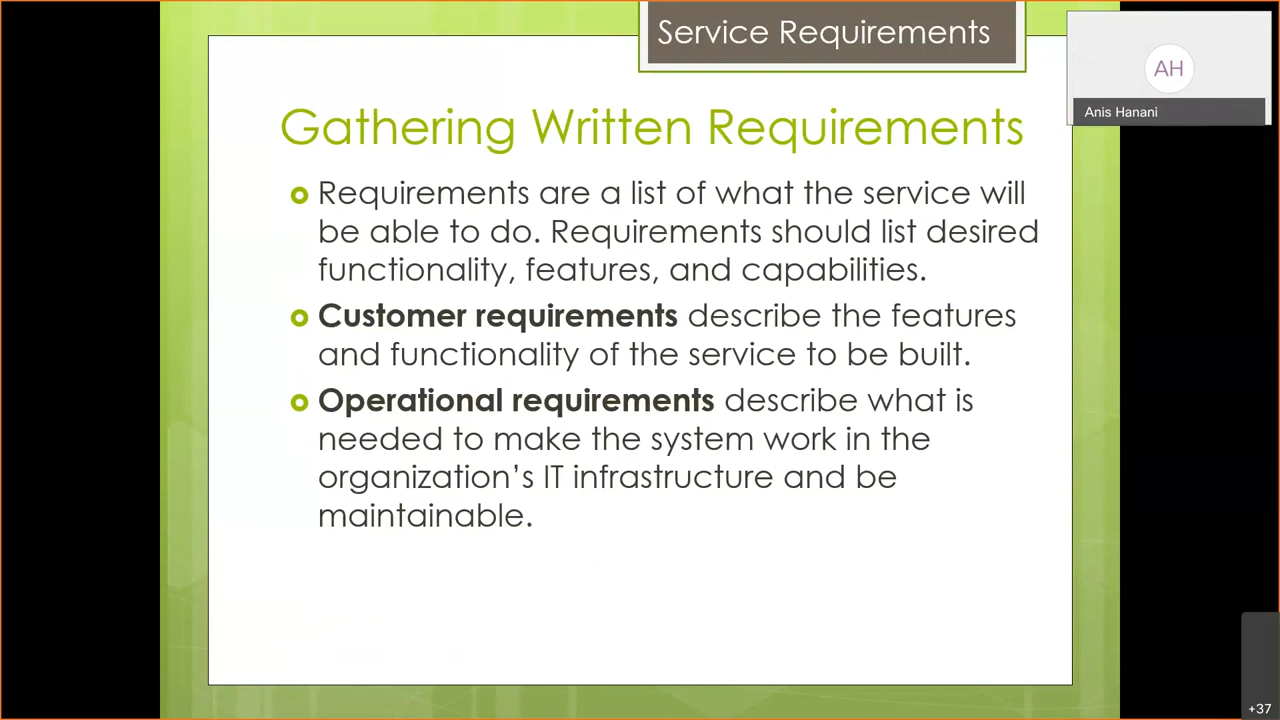 Service Requirements
AH
Anis Hanani
Gathering Written Requirements
Requirements are a list of what the service will
be able to do. Requirements should list desired
functionality, features, and capabilities.
Customer requirements describe the features
and functionality of the service to be built.
Operational requirements describe what is
needed to make the system work in the
organization’s IT infrastructure and be
maintainable.
+37